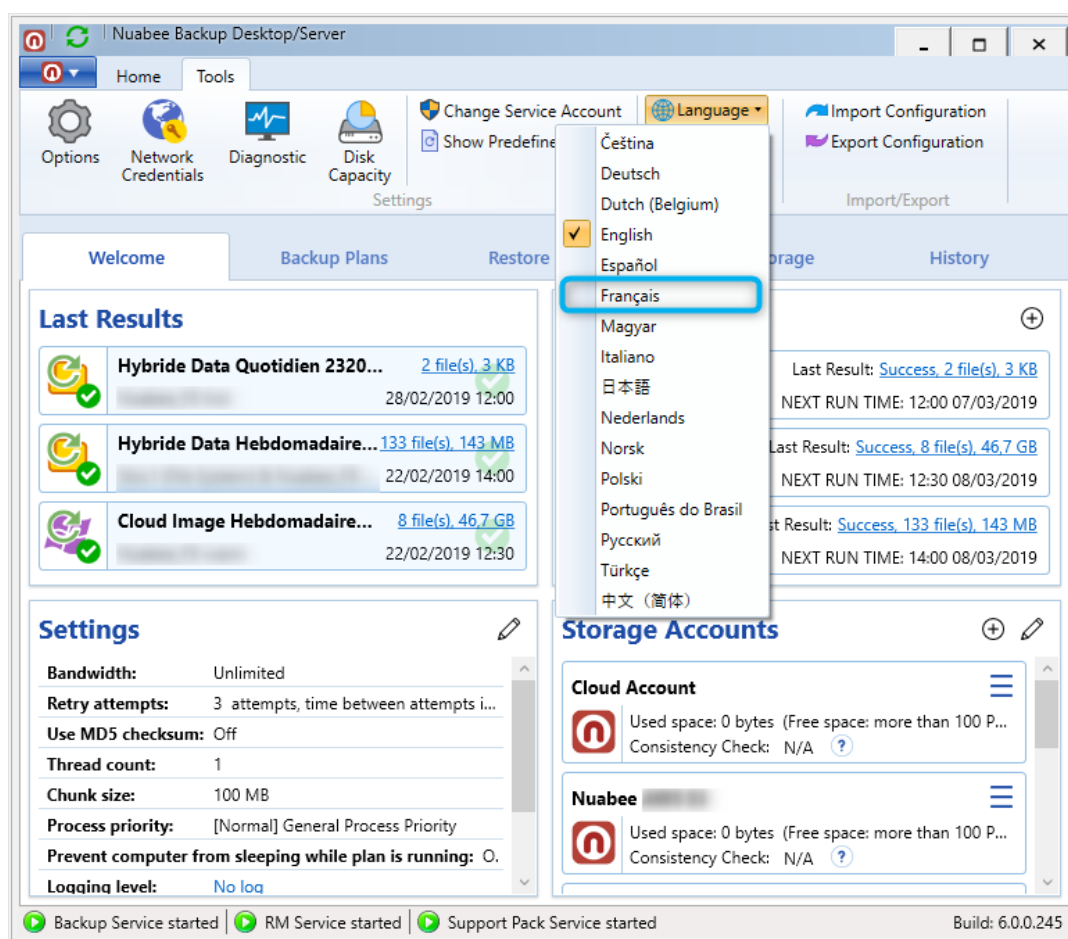 Nuabee Backup Desktop/Server
Home Tools
Options
Network Credentials
Diagnostic
Disk Capacity
Change Service Account
Show Predefine
Settings
Language
Import Configuration
Export Configuration
Import/Export
Čeština
Deutsch
Dutch (Belgium)
English
Español
Français
Magyar
Italiano
日本語
Nederlands
Norsk
Polski
Português do Brasil
Русский
Türkçe
中文（简体）
Welcome Backup Plans Restore orage History
Last Results
Hybride Data Quotidien 2320... 2 file(s), 3 KB
28/02/2019 12:00
Hybride Data Hebdomadaire... 133 file(s), 143 MB
22/02/2019 14:00
Cloud Image Hebdomadaire... 8 file(s), 46,7 GB
22/02/2019 12:30
Last Result: Success, 2 file(s), 3 KB
NEXT RUN TIME: 12:00 07/03/2019
Last Result: Success, 8 file(s), 46,7 GB
NEXT RUN TIME: 12:30 08/03/2019
st Result: Success, 133 file(s), 143 MB
NEXT RUN TIME: 14:00 08/03/2019
Settings
Bandwidth: Unlimited
Retry attempts: 3 attempts, time between attempts i...
Use MD5 checksum: Off
Thread count: 1
Chunk size: 100 MB
Process priority: [Normal] General Process Priority
Prevent computer from sleeping while plan is running: O.
Logging level: No log
Storage Accounts
Cloud Account
Used space: 0 bytes (Free space: more than 100 P...
Consistency Check: N/A ?
Nuabee
Used space: 0 bytes (Free space: more than 100 P...
Consistency Check: N/A ?
Backup Service started RM Service started Support Pack Service started Build: 6.0.0.245